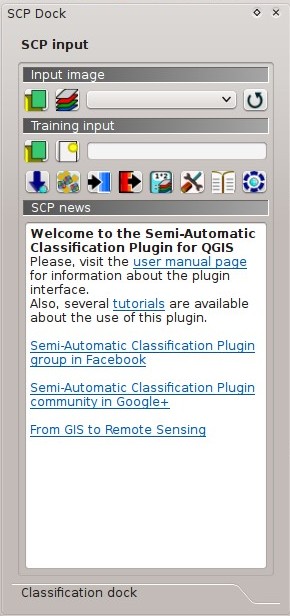 SCP Dock
SCP input
Input image
Training input
SCP news
Welcome to the Semi-Automatic
Classification Plugin for QGIS
Please, visit the user manual page
for information about the plugin
interface.
Also, several tutorials are available
about the use of this plugin.
Semi-Automatic Classification Plugin
group in Facebook
Semi-Automatic Classification Plugin
community in Google+
From GIS to Remote Sensing
Classification dock